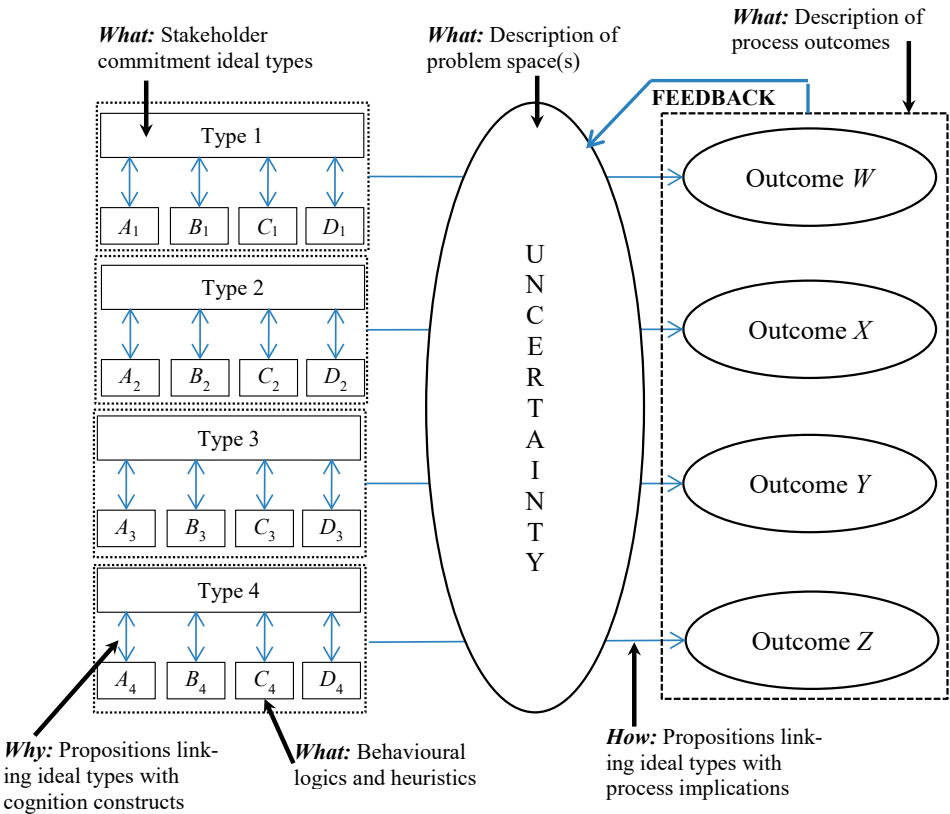 What: Stakeholder
commitment ideal types
What: Description of
problem space(s)
What: Description of
process outcomes
FEEDBACK
Type 1
A1 B1 C1 D1
Type 2
A2 B2 C2 D2
Type 3
A3 B3 C3 D3
Type 4
A4 B4 C4 D4
U
N
C
E
R
T
A
I
N
T
Y
Outcome W
Outcome X
Outcome Y
Outcome Z
Why: Propositions link-
ing ideal types with
cognition constructs
What: Behavioural
logics and heuristics
How: Propositions link-
ing ideal types with
process implications